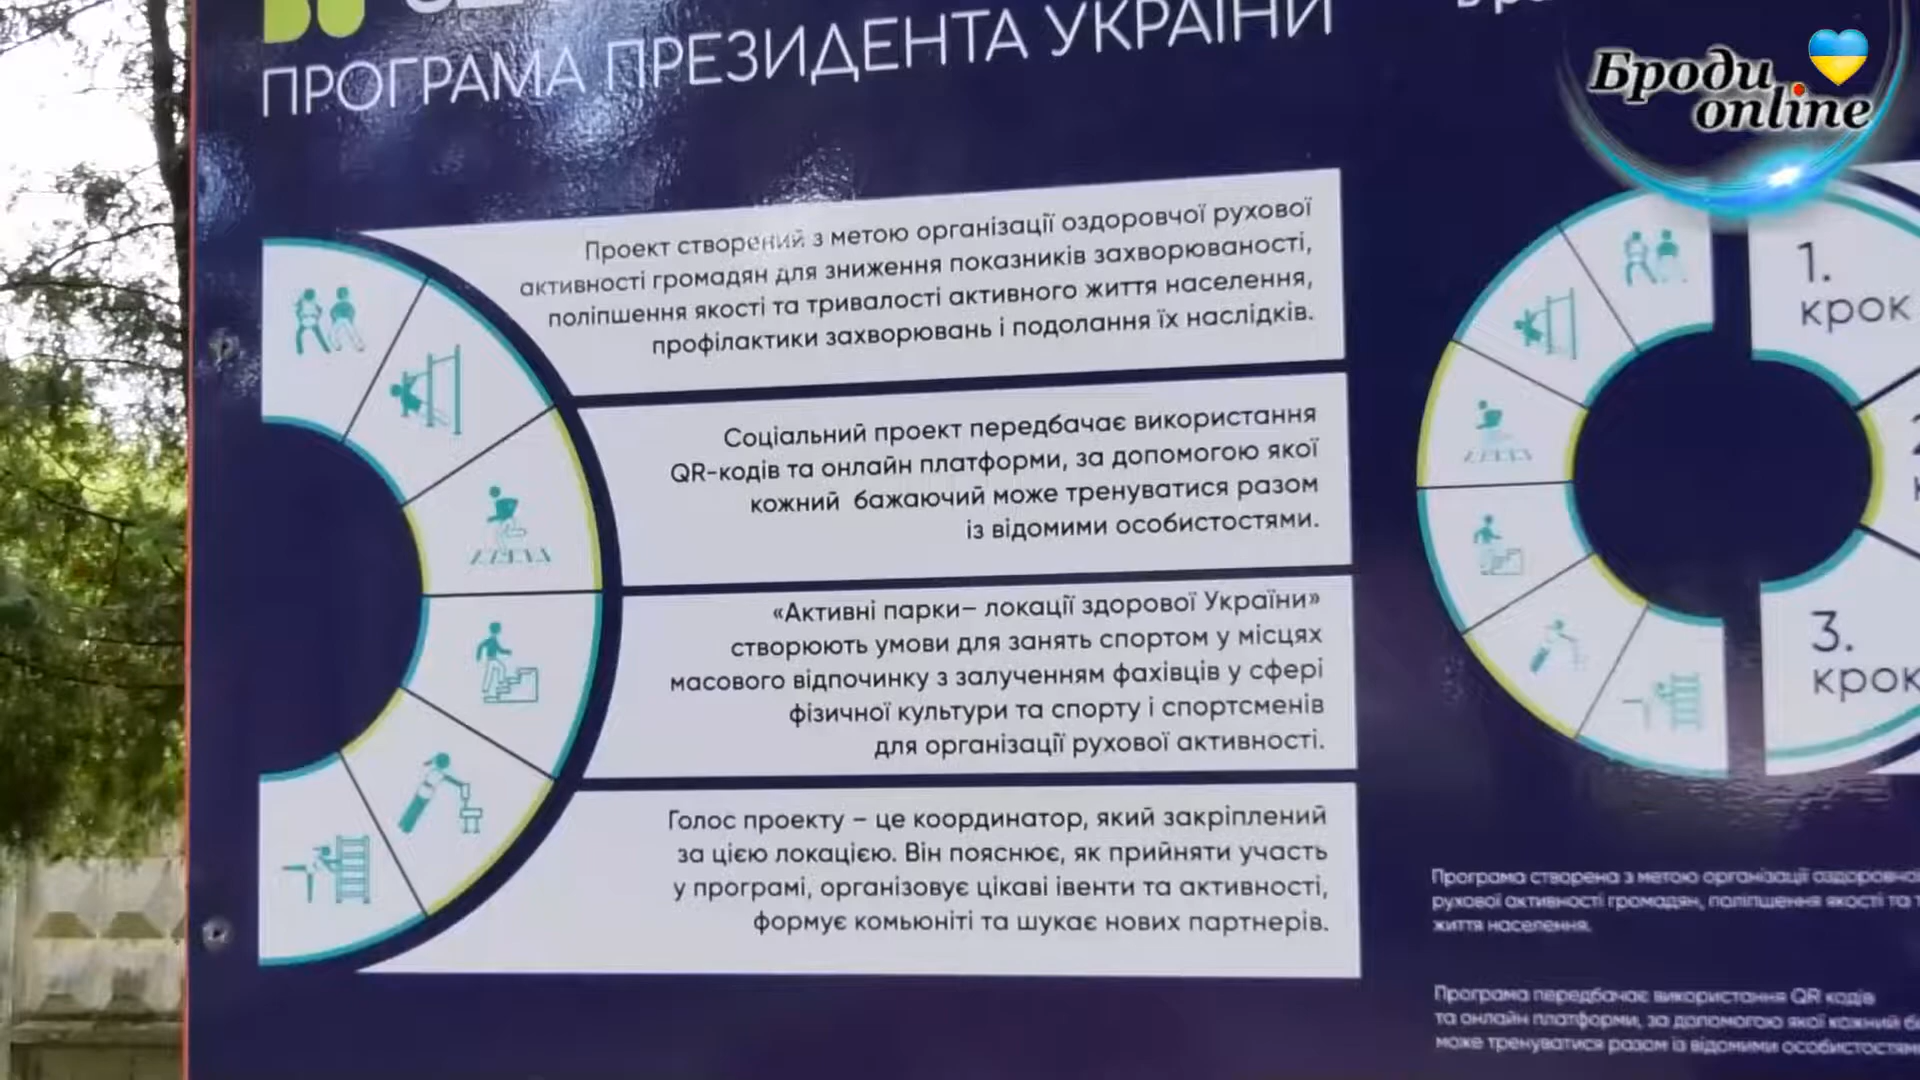 ПРОГРАМА ПРЕЗИДЕНТА УКРАЇНИ
Броди
online
Проект створений з метою організації оздоровчої рухової
активності громадян для зниження показників захворюваності,
поліпшення якості та тривалості активного життя населення,
профілактики захворювань і подолання їх наслідків.
Соціальний проект передбачає використання
QR-кодів та онлайн платформи, за допомогою якої
кожний бажаючий може тренуватися разом
із відомими особистостями.
«Активні парки– локації здорової України»
створюють умови для занять спортом у місцях
масового відпочинку з залученням фахівців у сфері
фізичної культури та спорту і спортсменів
для організації рухової активності.
Голос проекту – це координатор, який закріплений
за цією локацією. Він пояснює, як прийняти участь
у програмі, організовує цікаві івенти та активності,
формує комьюніті та шукає нових партнерів.
1.
крок
3.
крок
Програма створена з метою організації
рухової активності громадян, поліпшення якості та
життя населення.
Програма передбачає використання QR кодів
та онлайн платформи, за допомогою якої кожний
може тренуватися разом із відомими особистостями